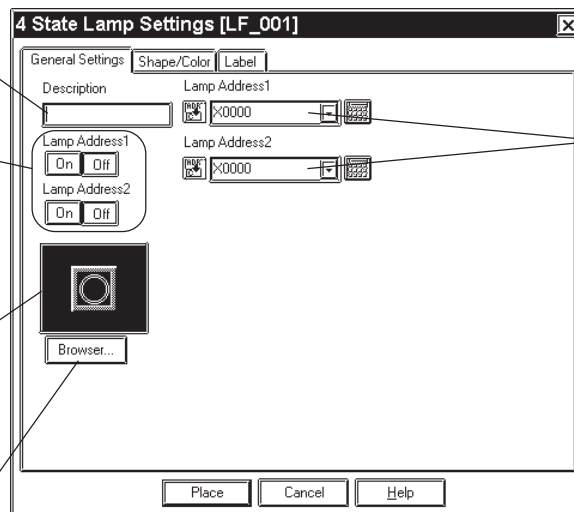 4 State Lamp Settings [LF_001]
General Settings Shape/Color Label
Description Lamp Address1
X0000
Lamp Address1 Lamp Address2
On Off X0000
Lamp Address2
On Off
Browser...
Place Cancel Help